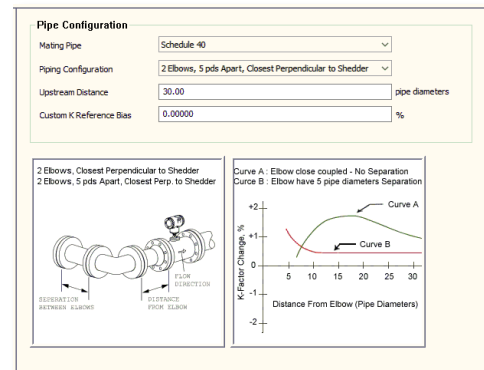 Pipe Configuration
Mating Pipe
Schedule 40
Piping Configuration
2 Elbows, 5 pds Apart, Closest Perpendicular to Shedder
Upstream Distance
30.00
pipe diameters
Custom K Reference Bias
0.00000
%
2 Elbows, Closest Perpendicular to Shedder
2 Elbows, 5 pds Apart, Closest Perp. to Shedder
FLOW
DIRECTION
SEPERATION
BETWEEN ELBOWS
DISTANCE
FROM ELBOW
Curve A : Elbow close coupled - No Separation
Curve B : Elbow have 5 pipe diameters Separation
K-Factor Change, %
+2
+1
0
-1
-2
Curve A
Curve B
5 10 15 20 25 30
Distance From Elbow (Pipe Diameters)